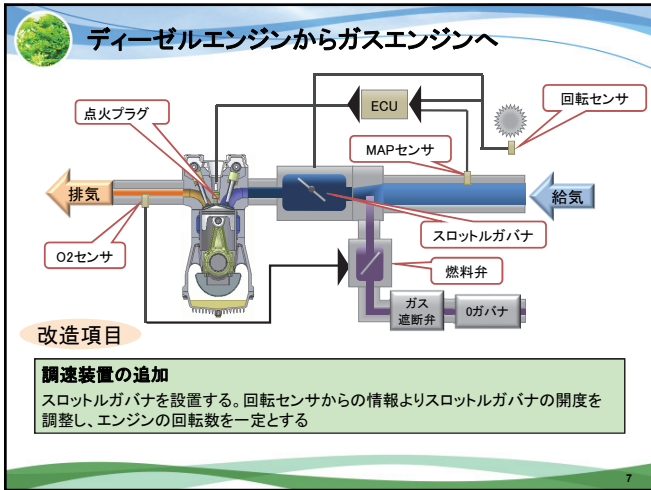 ディーゼルエンジンからガスエンジンへ
点火プラグ
ECU
回転センサ
MAPセンサ
排気
給気
スロットルガバナ
O2センサ
燃料弁
ガス
遮断弁
0ガバナ
改造項目
調速装置の追加
スロットルガバナを設置する。回転センサからの情報よりスロットルガバナの開度を
調整し、エンジンの回転数を一定とする
7